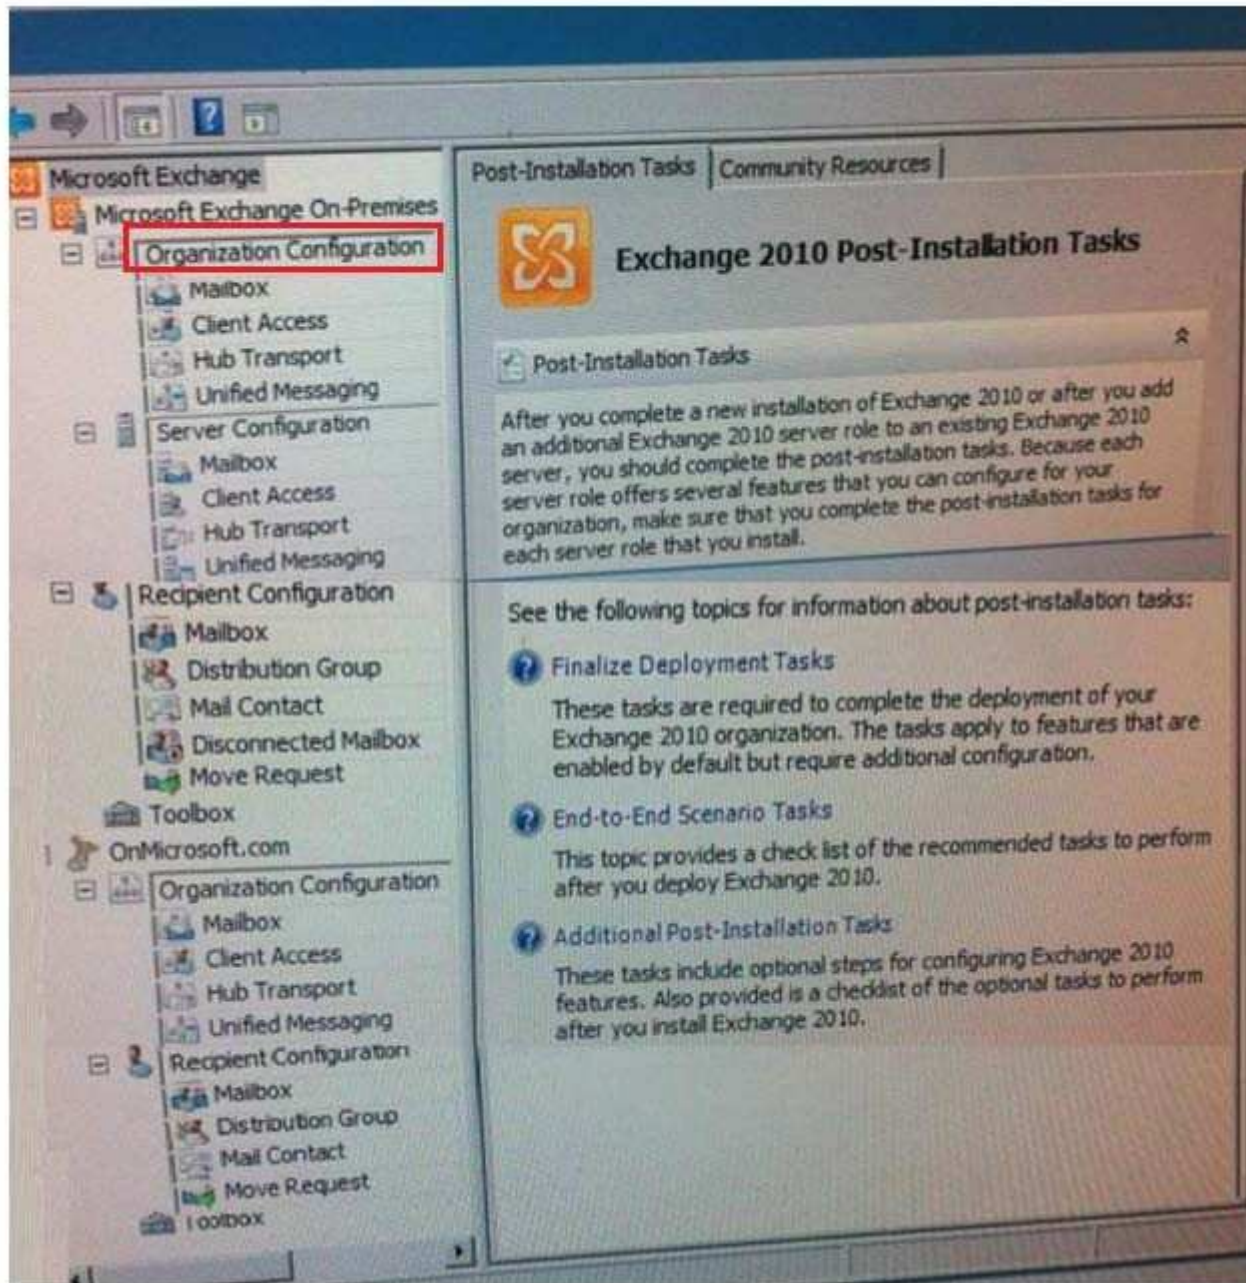 Microsoft Exchange
Microsoft Exchange On-Premises
Organization Configuration
Mailbox
Client Access
Hub Transport
Unified Messaging
Server Configuration
Mailbox
Client Access
Hub Transport
Unified Messaging
Recipient Configuration
Mailbox
Distribution Group
Mail Contact
Disconnected Mailbox
Move Request
Toolbox
OnMicrosoft.com
Organization Configuration
Mailbox
Client Access
Hub Transport
Unified Messaging
Recipient Configuration
Mailbox
Distribution Group
Mail Contact
Move Request
Toolbox
Post-Installation Tasks
Community Resources
Exchange 2010 Post-Installation Tasks
Post-Installation Tasks
After you complete a new installation of Exchange 2010 or after you add
an additional Exchange 2010 server role to an existing Exchange 2010
server, you should complete the post-installation tasks. Because each
server role offers several features that you can configure for your
organization, make sure that you complete the post-installation tasks for
each server role that you install.
See the following topics for information about post-installation tasks:
Finalize Deployment Tasks
These tasks are required to complete the deployment of your
Exchange 2010 organization. The tasks apply to features that are
enabled by default but require additional configuration.
End-to-End Scenario Tasks
This topic provides a check list of the recommended tasks to perform
after you deploy Exchange 2010.
Additional Post-Installation Tasks
These tasks include optional steps for configuring Exchange 2010
features. Also provided is a checklist of the optional tasks to perform
after you install Exchange 2010.